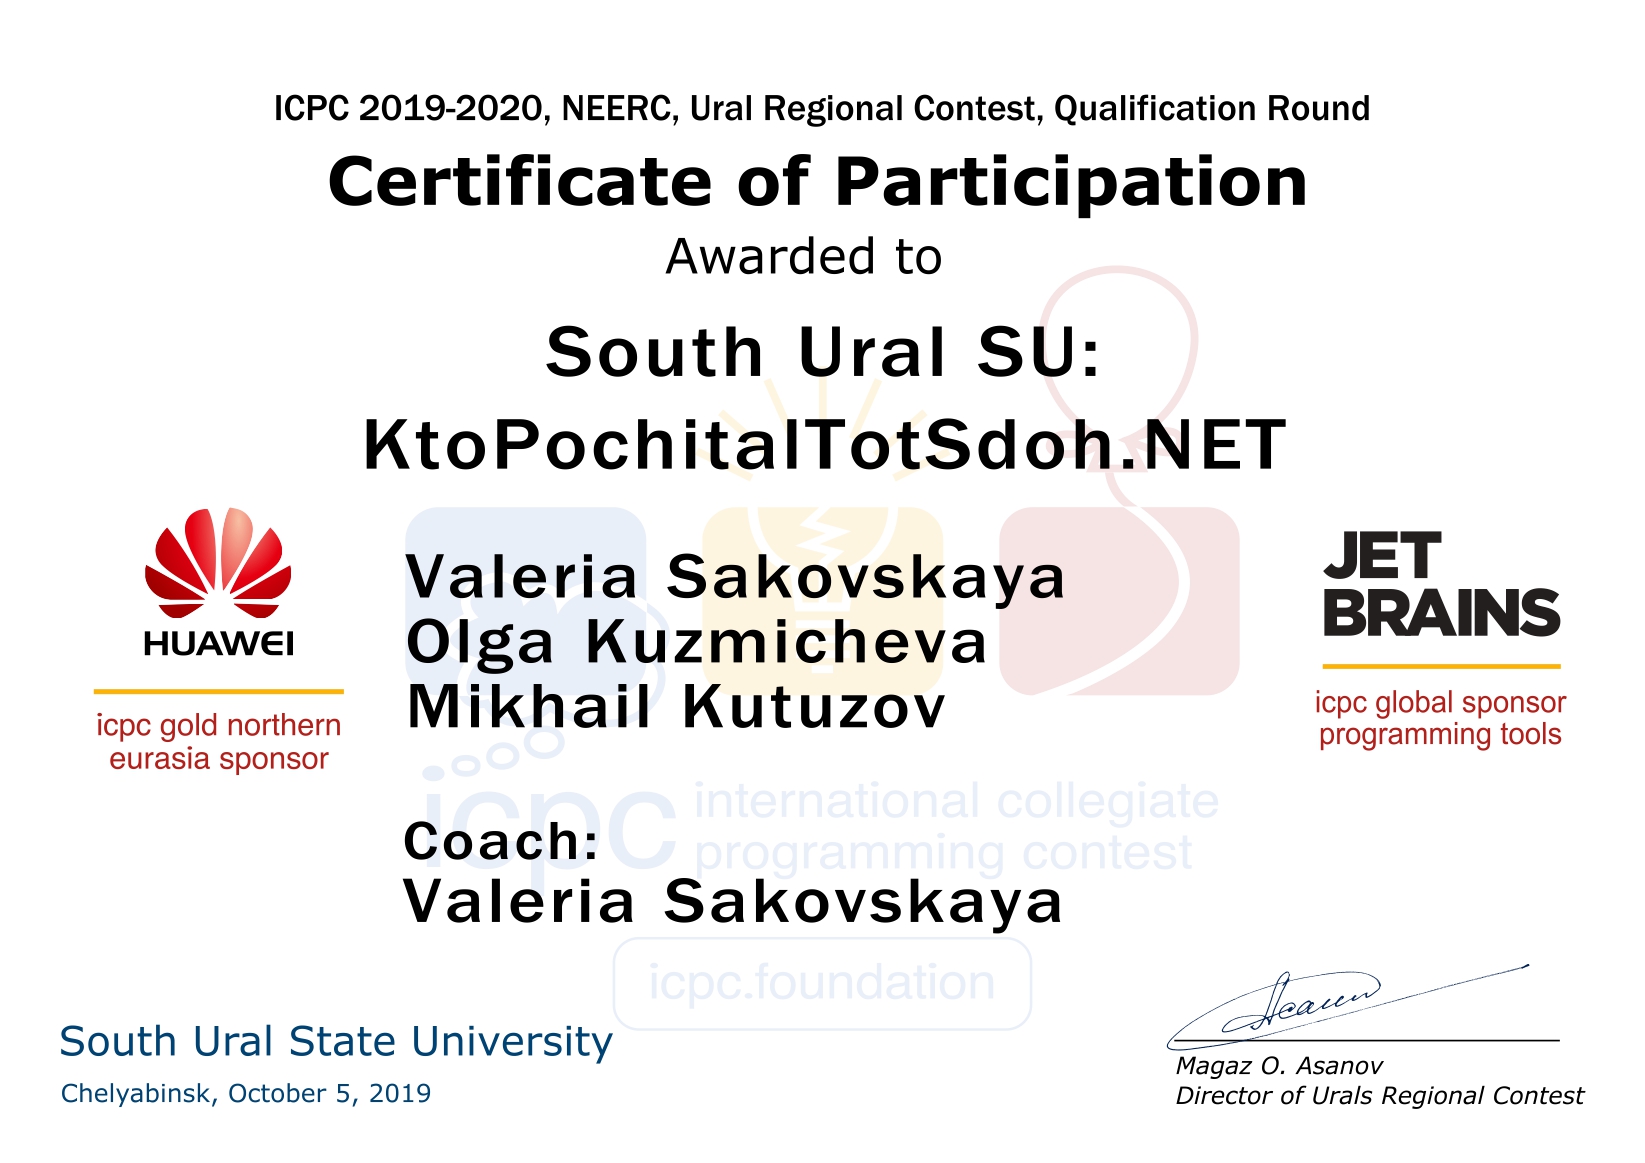 ICPC 2019-2020, NEERC, Ural Regional Contest, Qualification Round
Certificate of Participation
Awarded to
South Ural SU:
KtoPochitalTotSdoh.NET
HUAWEI
icpc gold northern
eurasia sponsor
Valeria Sakovskaya
Olga Kuzmicheva
Mikhail Kutuzov
JET
BRAINS
icpc global sponsor
programming tools
icpc international collegiate
programming contest
Coach:
Valeria Sakovskaya
icpc.foundation
South Ural State University
Chelyabinsk, October 5, 2019
Magaz O. Asanov
Director of Urals Regional Contest